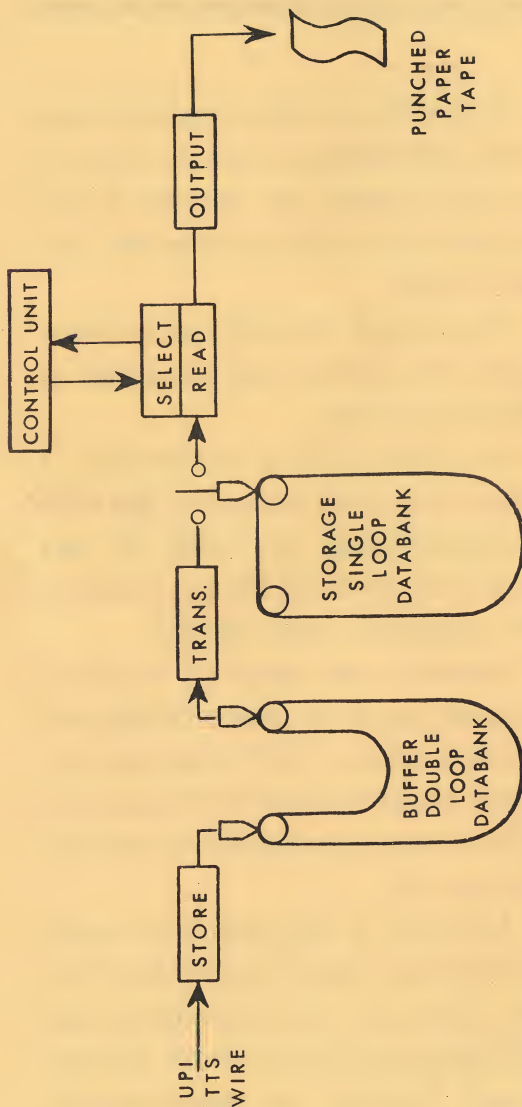 UPI
TTS
WIRE
STORE
BUFFER
DOUBLE
LOOP
DATABANK
TRANS.
STORAGE
SINGLE
LOOP
DATABANK
CONTROL UNIT
SELECT
READ
OUTPUT
PUNCHED
PAPER
TAPE